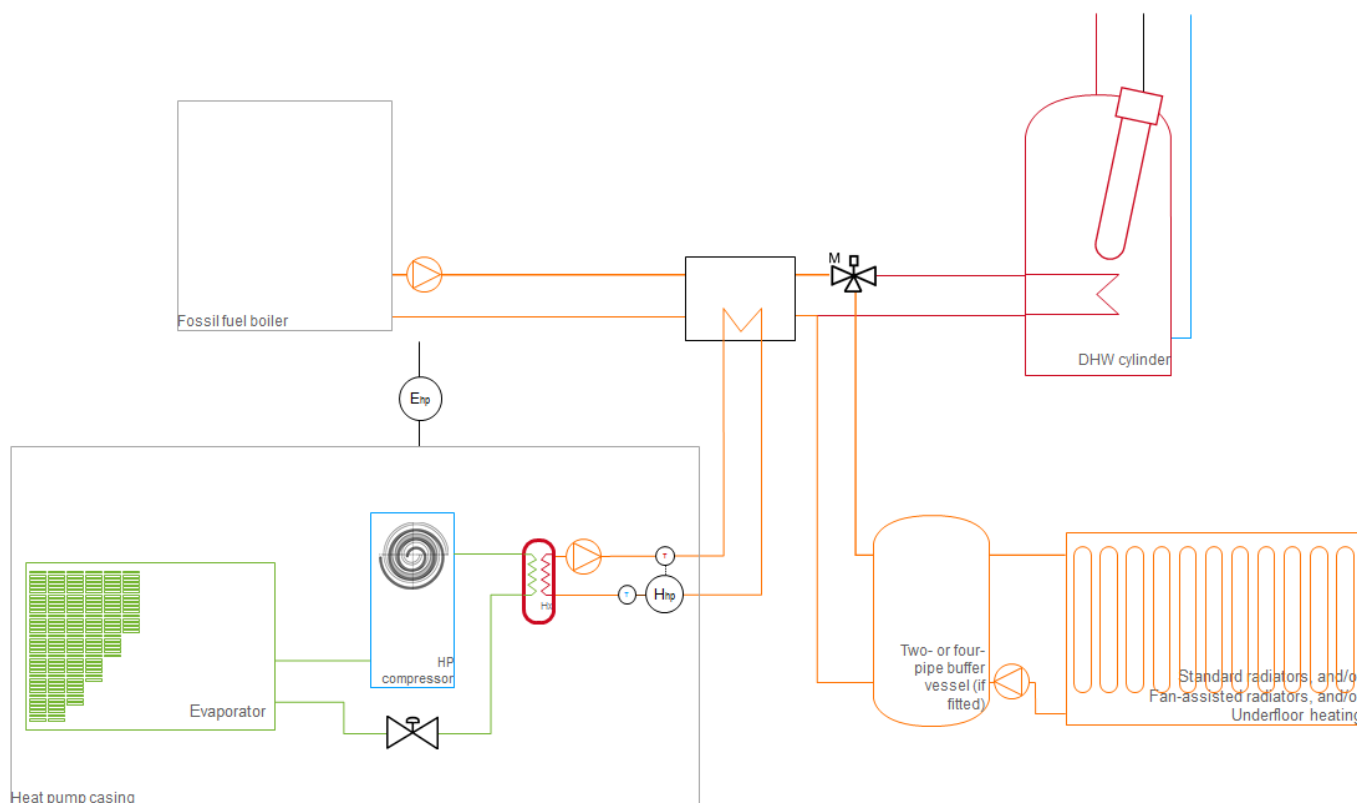 M
Fossil fuel boiler
DHW cylinder
Ehp
T
T
Hhp
Hx
HP
compressor
Evaporator
Two- or four-
pipe buffer
vessel (if
fitted)
Standard radiators, and/o
Fan-assisted radiators, and/o
Underfloor heating
Heat pump casing